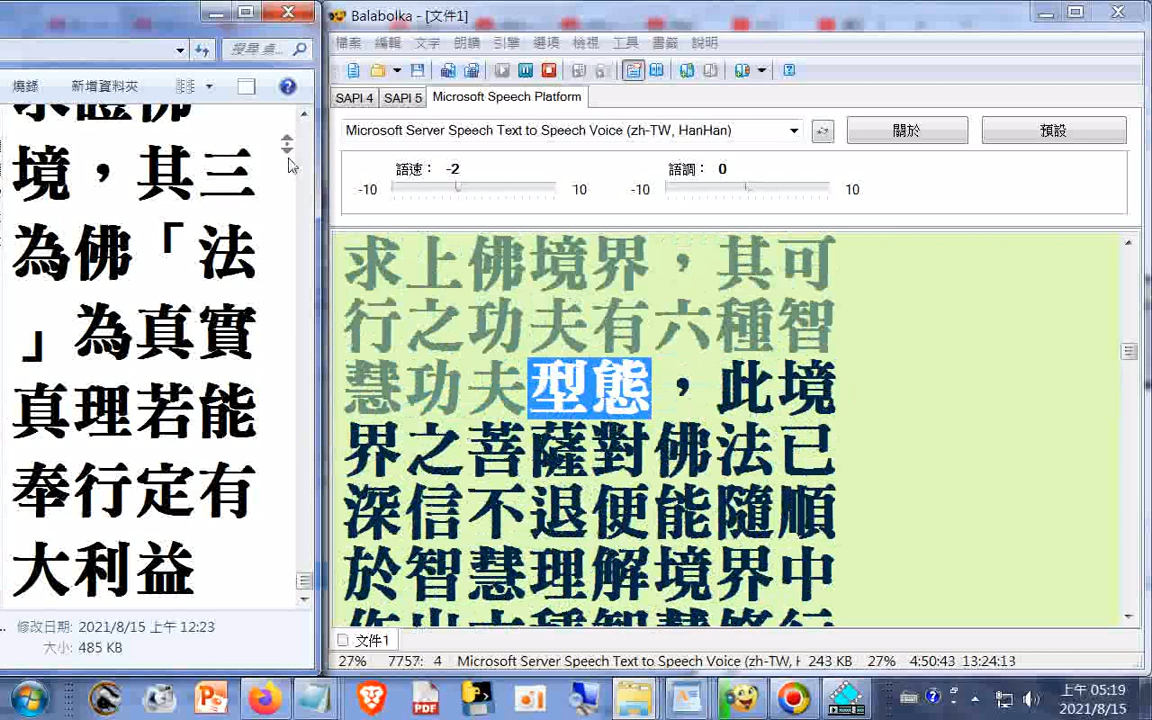 搜尋 桌...
燒錄 新增資料夾
求證佛
境，其三
為佛「法
」為真實
真理若能
奉行定有
大利益
修改日期: 2021/8/15 上午 12:23
大小: 485 KB
Balabolka - [文件1]
檔案 編輯 文字 朗讀 引擎 選項 檢視 工具 書籤 說明
SAPI 4 SAPI 5 Microsoft Speech Platform
Microsoft Server Speech Text to Speech Voice (zh-TW, HanHan) 關於 預設
語速： -2 語調： 0
-10 10 -10 10
求上佛境界，其可
行之功夫有六種智
慧功夫型態，此境
界之菩薩對佛法已
深信不退便能隨順
於智慧理解境界中
作出六種智慧修行
文件1
27% 7757: 4 Microsoft Server Speech Text to Speech Voice (zh-TW, H 243 KB 27% 4:50:43 13:24:13
PDF
上午 05:19
2021/8/15